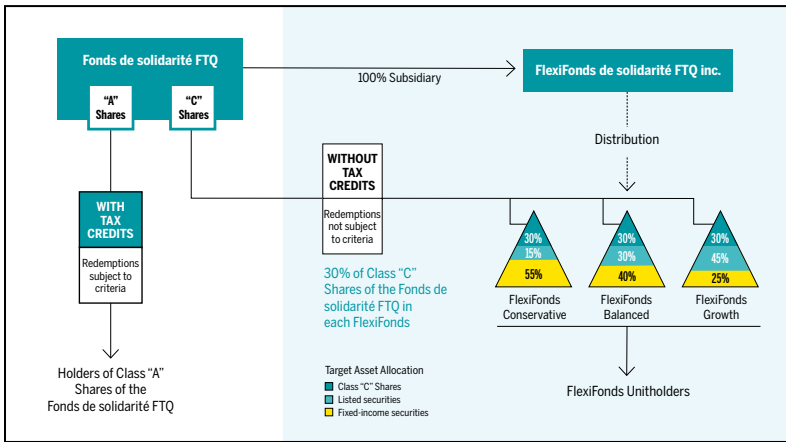 Fonds de solidarité FTQ
“A”
Shares
“C”
Shares
100% Subsidiary
FlexiFonds de solidarité FTQ inc.
Distribution
WITH
TAX
CREDITS
Redemptions
subject to
criteria
Holders of Class “A”
Shares of the
Fonds de solidarité FTQ
WITHOUT
TAX
CREDITS
Redemptions
not subject
to criteria
30% of Class “C”
Shares of the Fonds de
solidarité FTQ in
each FlexiFonds
30%
15%
55%
FlexiFonds
Conservative
30%
30%
40%
FlexiFonds
Balanced
30%
45%
25%
FlexiFonds
Growth
FlexiFonds Unitholders
Target Asset Allocation
Class “C” Shares
Listed securities
Fixed-income securities